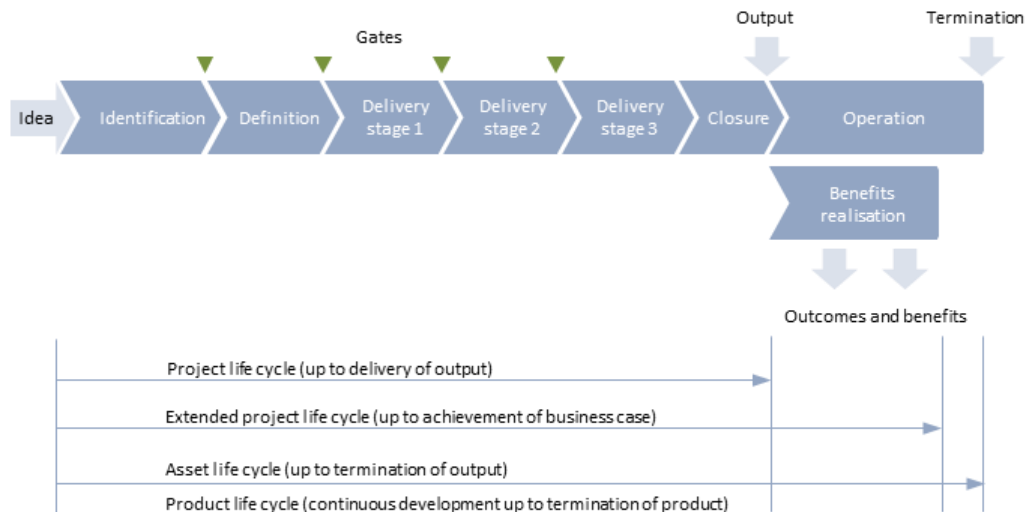 Output
Termination
Gates
Idea
Identification
Definition
Delivery
stage 1
Delivery
stage 2
Delivery
stage 3
Closure
Operation
Benefits
realisation
Outcomes and benefits
Project life cycle (up to delivery of output)
Extended project life cycle (up to achievement of business case)
Asset life cycle (up to termination of output)
Product life cycle (continuous development up to termination of product)